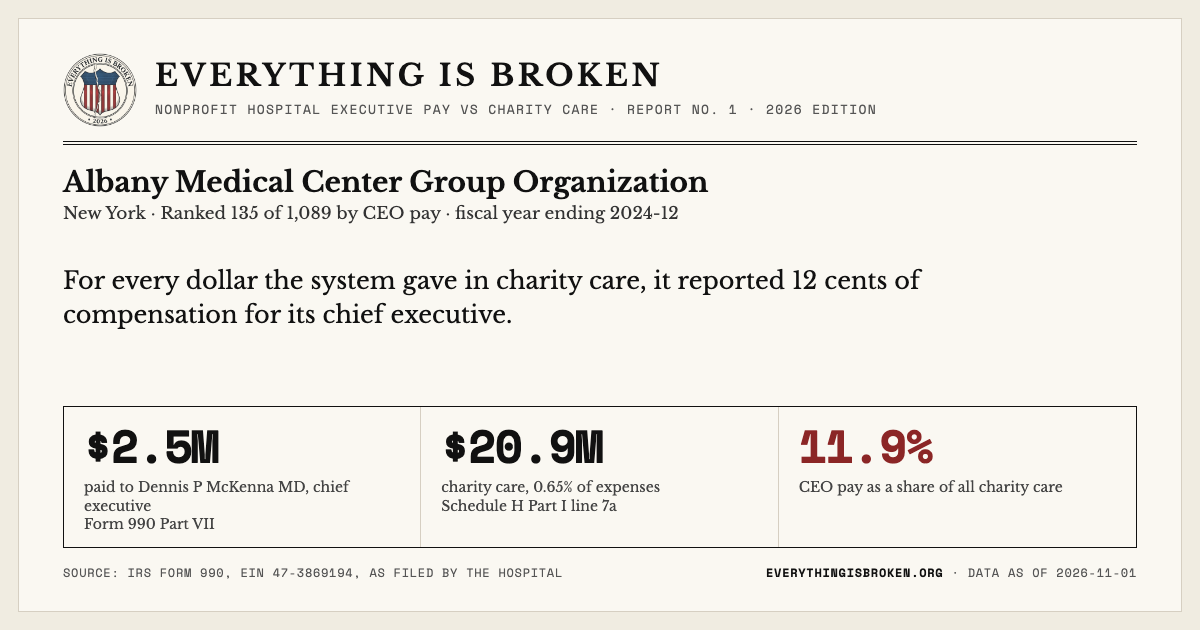 EVERYTHING IS BROKEN
· 2026 ·
EVERYTHING IS BROKEN
NONPROFIT HOSPITAL EXECUTIVE PAY VS CHARITY CARE · REPORT NO. 1 · 2026 EDITION
Albany Medical Center Group Organization
New York · Ranked 135 of 1,089 by CEO pay · fiscal year ending 2024-12
For every dollar the system gave in charity care, it reported 12 cents of
compensation for its chief executive.
$2.5M
paid to Dennis P McKenna MD, chief
executive
Form 990 Part VII
$20.9M
charity care, 0.65% of expenses
Schedule H Part I line 7a
11.9%
CEO pay as a share of all charity care
SOURCE: IRS FORM 990, EIN 47-3869194, AS FILED BY THE HOSPITAL
EVERYTHINGISBROKEN.ORG · DATA AS OF 2026-11-01